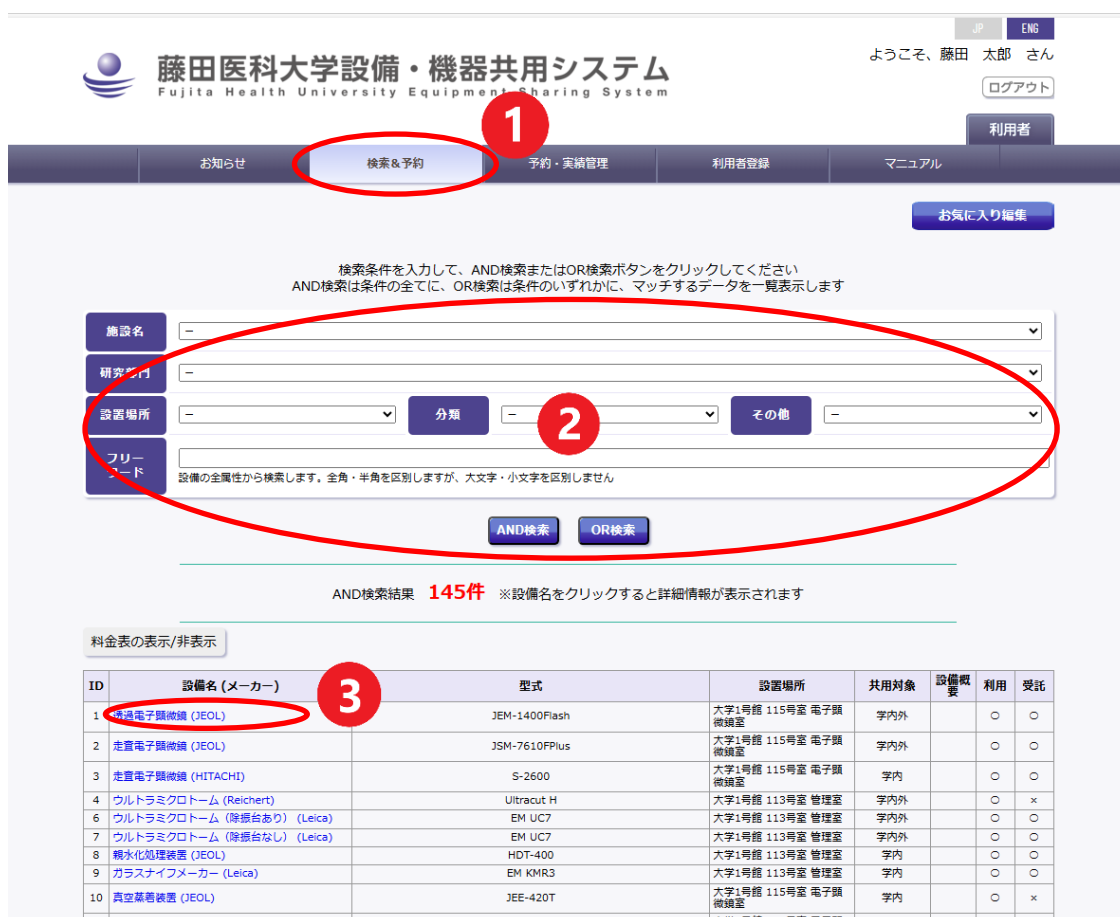 JP ENG
ようこそ、藤田 太郎 さん
藤田医科大学設備・機器共用システム
Fujita Health University Equipment Sharing System
ログアウト
1
利用者
お知らせ 検索&予約 予約・実績管理 利用者登録 マニュアル
お気に入り編集
検索条件を入力して、AND検索またはOR検索ボタンをクリックしてください
AND検索は条件の全てに、OR検索は条件のいずれかに、マッチするデータを一覧表示します
施設名 –
研究部門 –
設置場所 – 分類 – その他 –
2
フリー
ワード
設備の全属性から検索します。全角・半角を区別しますが、大文字・小文字を区別しません
AND検索 OR検索
AND検索結果 145件 ※設備名をクリックすると詳細情報が表示されます
料金表の表示/非表示
3
ID 設備名 (メーカー) 型式 設置場所 共用対象 設備概要 利用 受託
1 透過電子顕微鏡 (JEOL) JEM-1400Flash 大学1号館 115号室 電子顕微鏡室 学内外 ○ ○
2 走査電子顕微鏡 (JEOL) JSM-7610FPlus 大学1号館 115号室 電子顕微鏡室 学内外 ○ ○
3 走査電子顕微鏡 (HITACHI) S-2600 大学1号館 115号室 電子顕微鏡室 学内 ○ ○
4 ウルトラミクロトーム (Reichert) Ultracut H 大学1号館 113号室 管理室 学内外 ○ ×
6 ウルトラミクロトーム（除振台あり） (Leica) EM UC7 大学1号館 113号室 管理室 学内外 ○ ○
7 ウルトラミクロトーム（除振台なし） (Leica) EM UC7 大学1号館 113号室 管理室 学内外 ○ ○
8 親水化処理装置 (JEOL) HDT-400 大学1号館 113号室 管理室 学内 ○ ○
9 ガラスナイフメーカー (Leica) EM KMR3 大学1号館 113号室 管理室 学内 ○ ○
10 真空蒸着装置 (JEOL) JEE-420T 大学1号館 115号室 電子顕微鏡室 学内 ○ ×